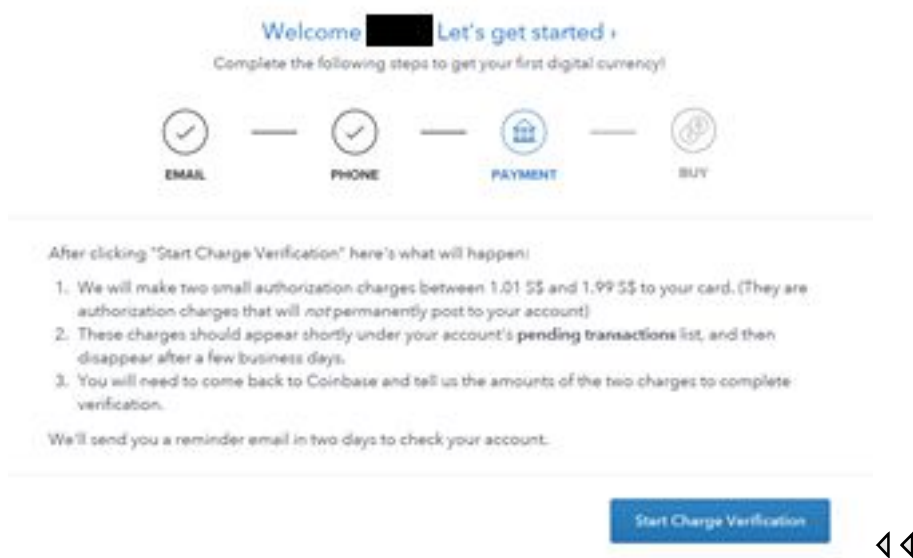 Welcome Let's get started ›
Complete the following steps to get your first digital currency!
EMAIL PHONE PAYMENT BUY
After clicking "Start Charge Verification" here's what will happen:
1. We will make two small authorization charges between 1.01 S$ and 1.99 S$ to your card. (They are
authorization charges that will not permanently post to your account)
2. These charges should appear shortly under your account's pending transactions list, and then
disappear after a few business days.
3. You will need to come back to Coinbase and tell us the amounts of the two charges to complete
verification.
We'll send you a reminder email in two days to check your account.
Start Charge Verification